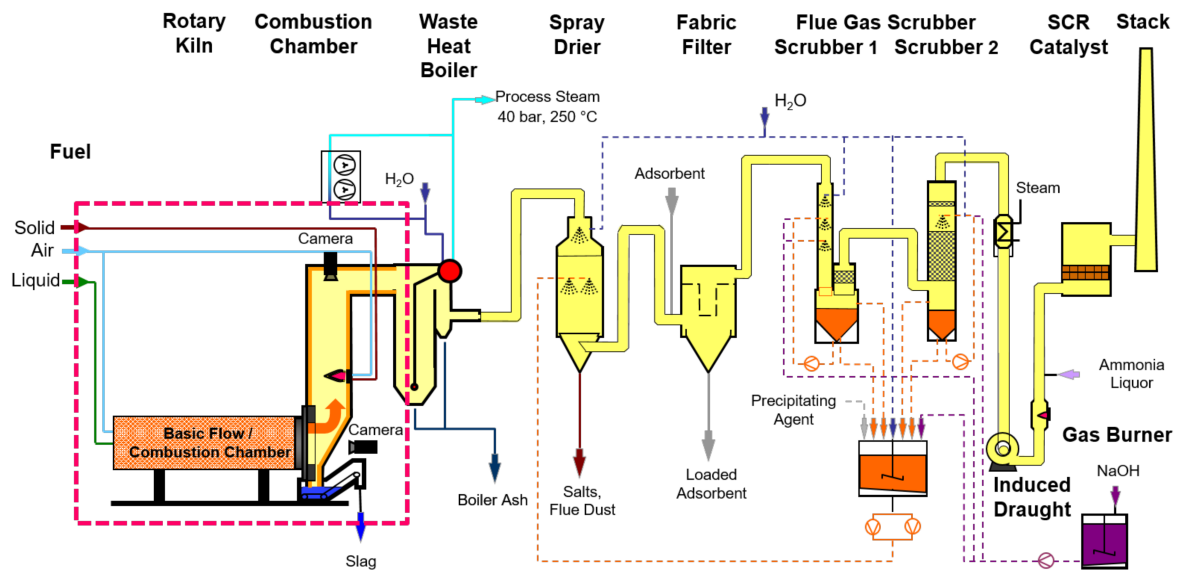 Rotary
Kiln
Combustion
Chamber
Waste
Heat
Boiler
Spray
Drier
Fabric
Filter
Flue Gas Scrubber
Scrubber 1
Scrubber 2
SCR
Catalyst
Stack
Process Steam
40 bar, 250 °C
H2O
Fuel
H2O
Adsorbent
Steam
Solid
Air
Liquid
Camera
A
A
Ammonia
Liquor
Precipitating
Agent
Basic Flow /
Combustion Chamber
Camera
Gas Burner
NaOH
Boiler Ash
Salts,
Flue Dust
Loaded
Adsorbent
Induced
Draught
Slag